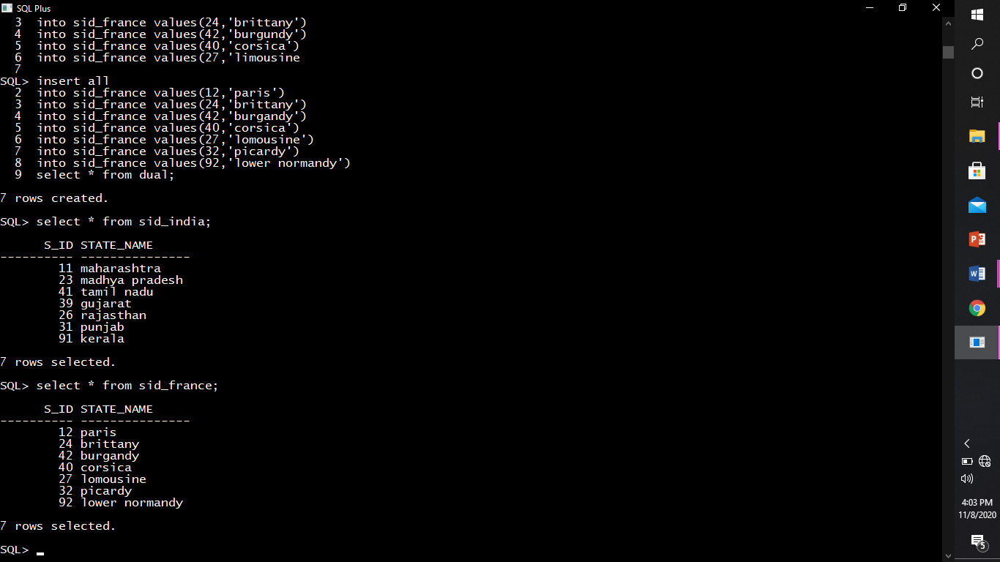 SQL Plus
3 into sid_france values(24,'brittany')
4 into sid_france values(42,'burgundy')
5 into sid_france values(40,'corsica')
6 into sid_france values(27,'limousine
7
SQL> insert all
2 into sid_france values(12,'paris')
3 into sid_france values(24,'brittany')
4 into sid_france values(42,'burgandy')
5 into sid_france values(40,'corsica')
6 into sid_france values(27,'lomousine')
7 into sid_france values(32,'picardy')
8 into sid_france values(92,'lower normandy')
9 select * from dual;
7 rows created.
SQL> select * from sid_india;
S_ID STATE_NAME
---------- ---------------
11 maharashtra
23 madhya pradesh
41 tamil nadu
39 gujarat
26 rajasthan
31 punjab
91 kerala
7 rows selected.
SQL> select * from sid_france;
S_ID STATE_NAME
---------- ---------------
12 paris
24 brittany
42 burgandy
40 corsica
27 lomousine
32 picardy
92 lower normandy
7 rows selected.
SQL> _
P
W
4:03 PM
11/8/2020
5